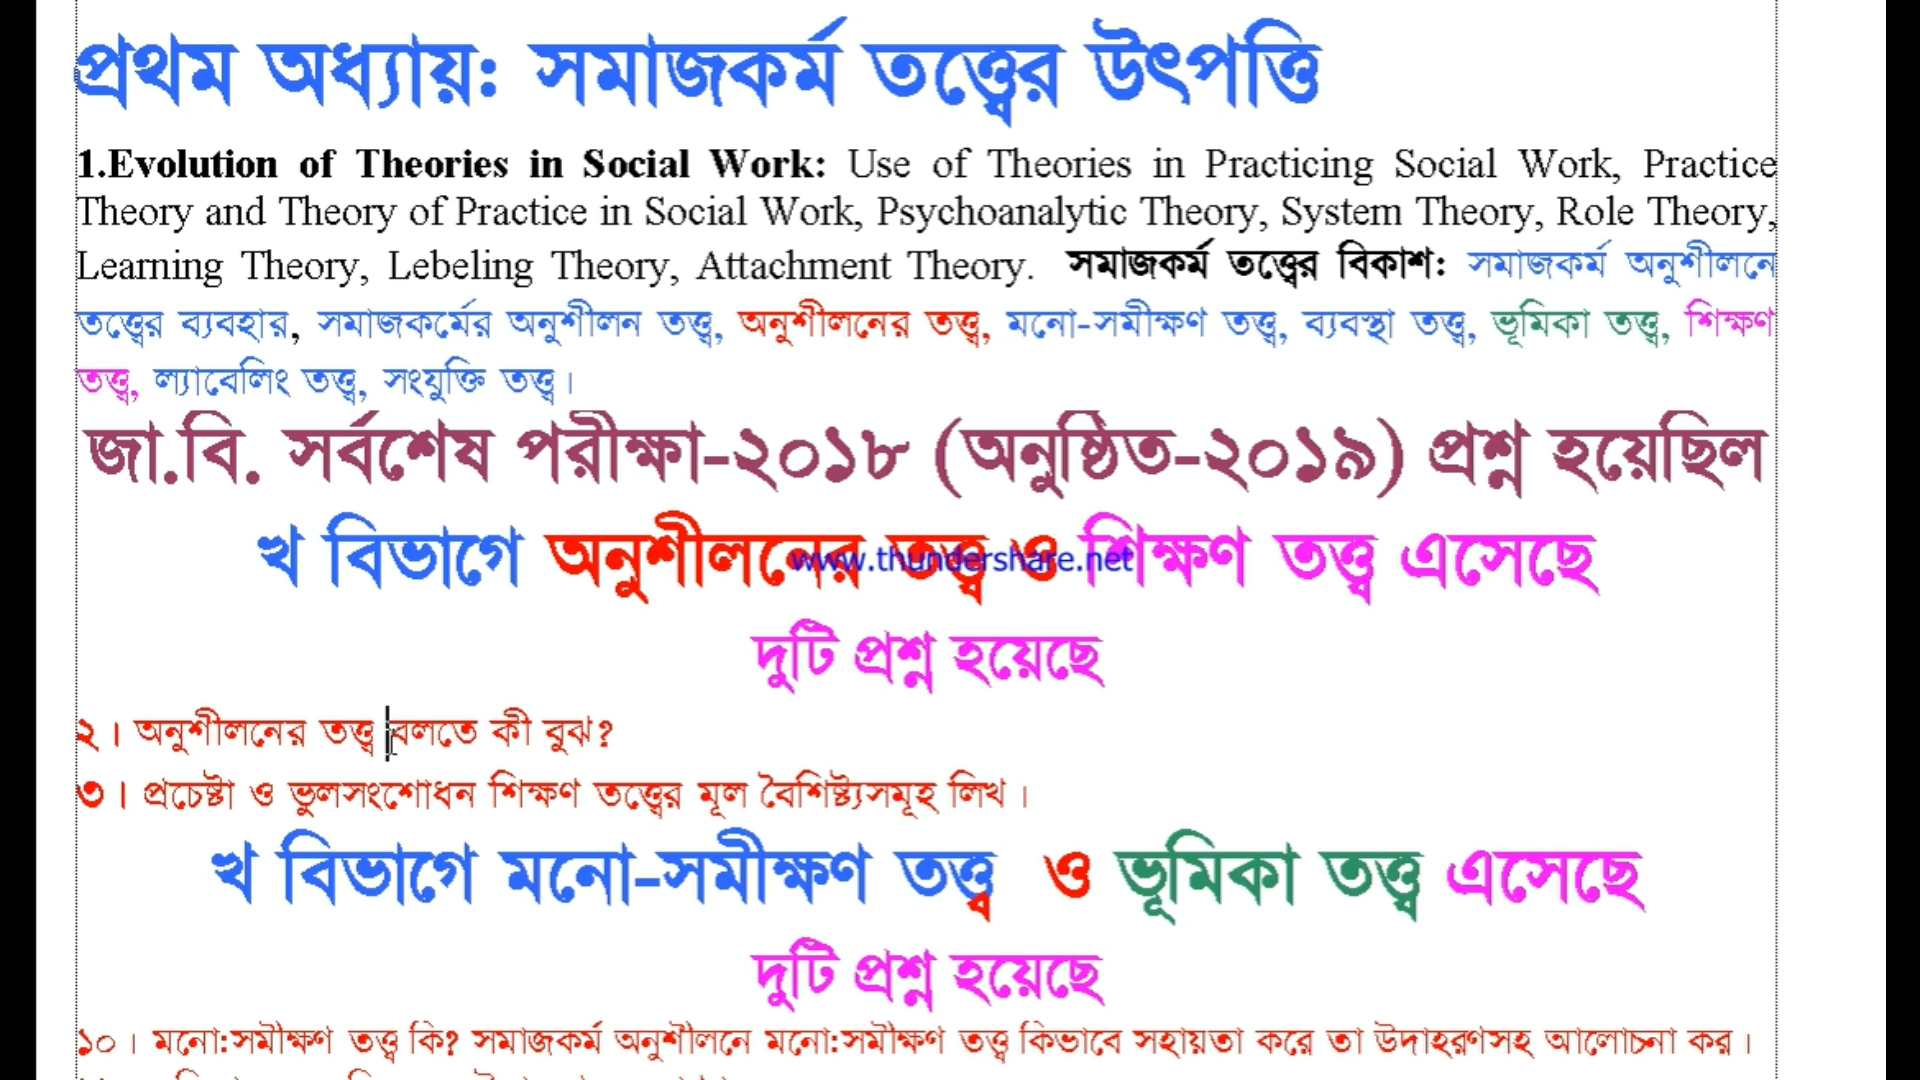 প্রথম অধ্যায়ঃ সমাজকর্ম তত্ত্বের উৎপত্তি
1.Evolution of Theories in Social Work: Use of Theories in Practicing Social Work, Practice
Theory and Theory of Practice in Social Work, Psychoanalytic Theory, System Theory, Role Theory,
Learning Theory, Lebeling Theory, Attachment Theory. সমাজকর্ম তত্ত্বের বিকাশ: সমাজকর্ম অনুশীলনে
তত্ত্বের ব্যবহার, সমাজকর্মের অনুশীলন তত্ত্ব, অনুশীলনের তত্ত্ব, মনো-সমীক্ষণ তত্ত্ব, ব্যবস্থা তত্ত্ব, ভূমিকা তত্ত্ব, শিক্ষণ
তত্ত্ব, ল্যাবেলিং তত্ত্ব, সংযুক্তি তত্ত্ব।
জা.বি. সর্বশেষ পরীক্ষা-২০১৮ (অনুষ্ঠিত-২০১৯) প্রশ্ন হয়েছিল
খ বিভাগে অনুশীলনের তত্ত্ব ও শিক্ষণ তত্ত্ব এসেছে
www.thundershare.net
দুটি প্রশ্ন হয়েছে
২। অনুশীলনের তত্ত্ব বলতে কী বুঝ?
৩। প্রচেষ্টা ও ভুলসংশোধন শিক্ষণ তত্ত্বের মূল বৈশিষ্ট্যসমূহ লিখ।
খ বিভাগে মনো-সমীক্ষণ তত্ত্ব ও ভূমিকা তত্ত্ব এসেছে
দুটি প্রশ্ন হয়েছে
১০। মনো:সমীক্ষণ তত্ত্ব কি? সমাজকর্ম অনুশীলনে মনো:সমীক্ষণ তত্ত্ব কিভাবে সহায়তা করে তা উদাহরণসহ আলোচনা কর।